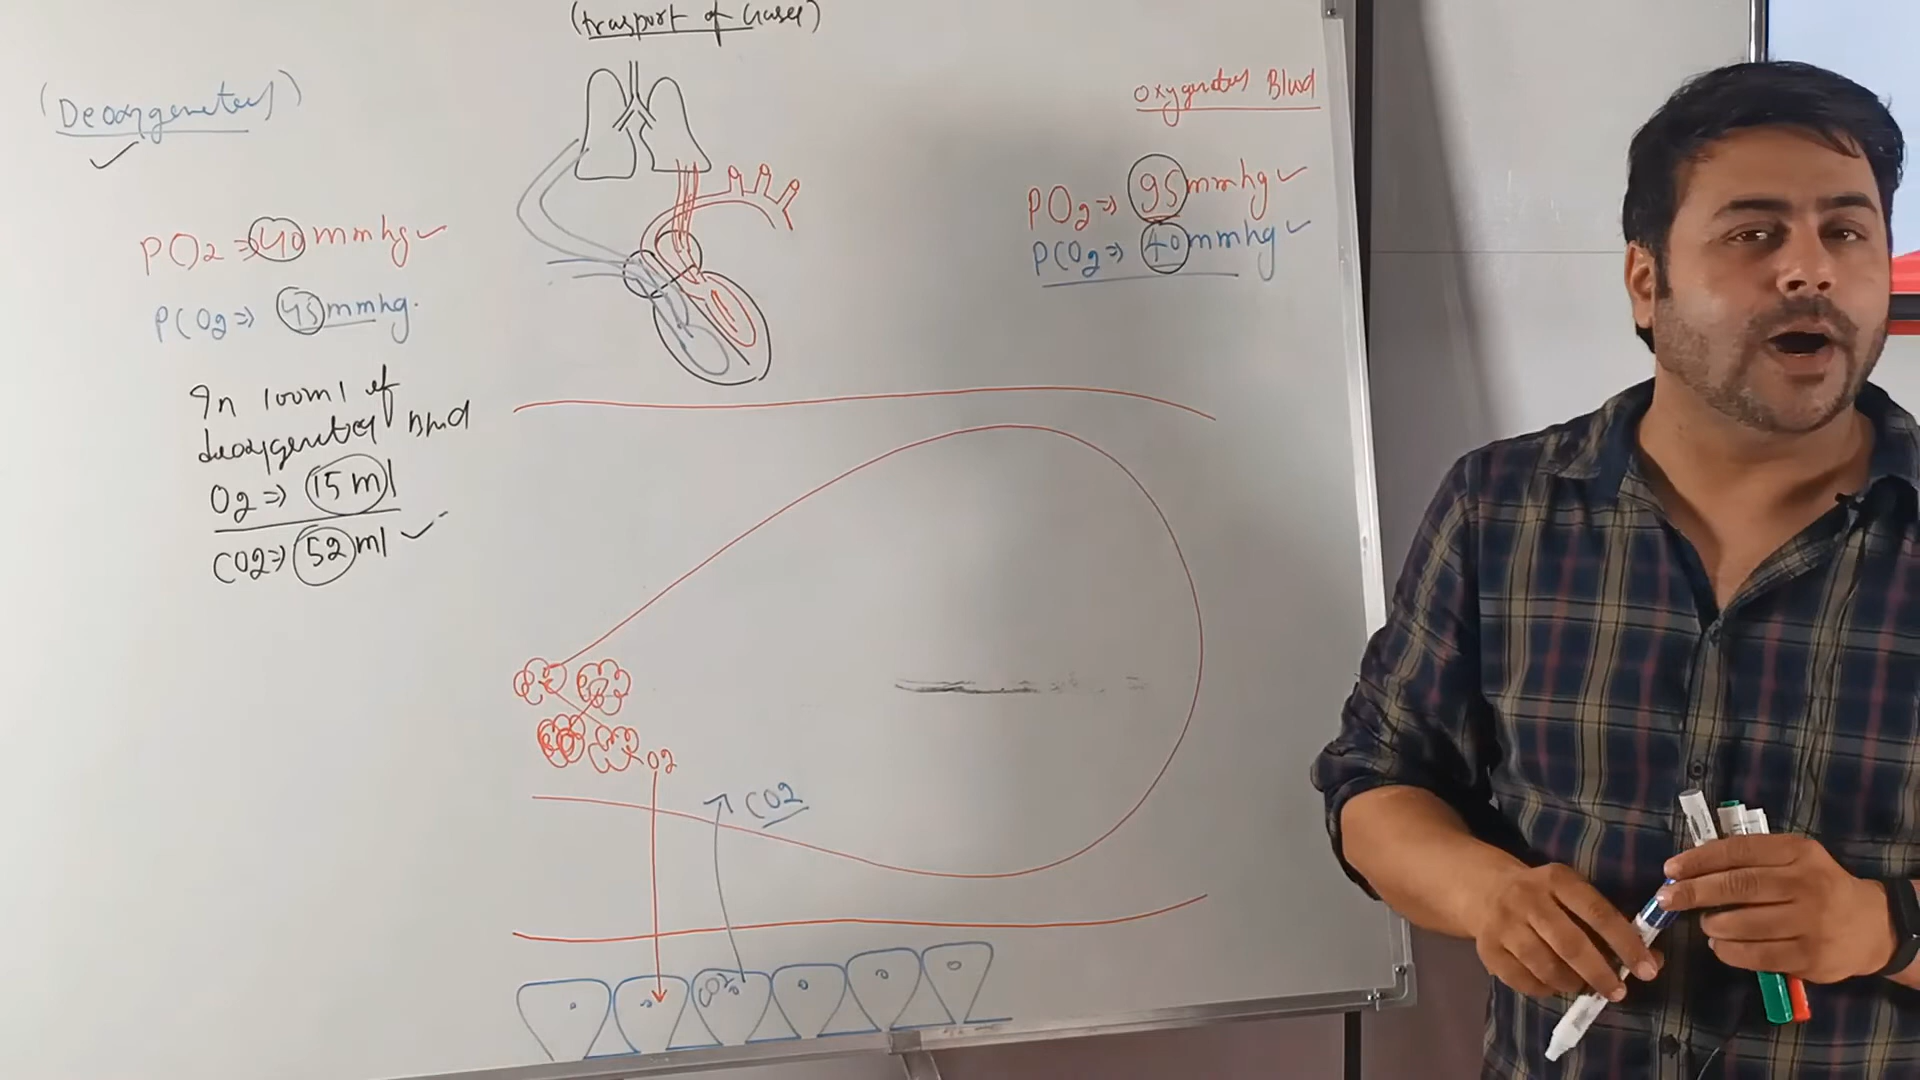 (trasport of Gases)
(Deoxygenated)
PO2 ⇒ 40 mmhg ✓
PCO2 ⇒ 45 mmhg.
In 100ml of
deoxygenated Blood
O2 ⇒ 15 ml
CO2 ⇒ 52 ml ✓
oxygenated Blood
PO2 ⇒ 95 mmhg ✓
PCO2 ⇒ 40 mmhg ✓
O2
CO2
CO2